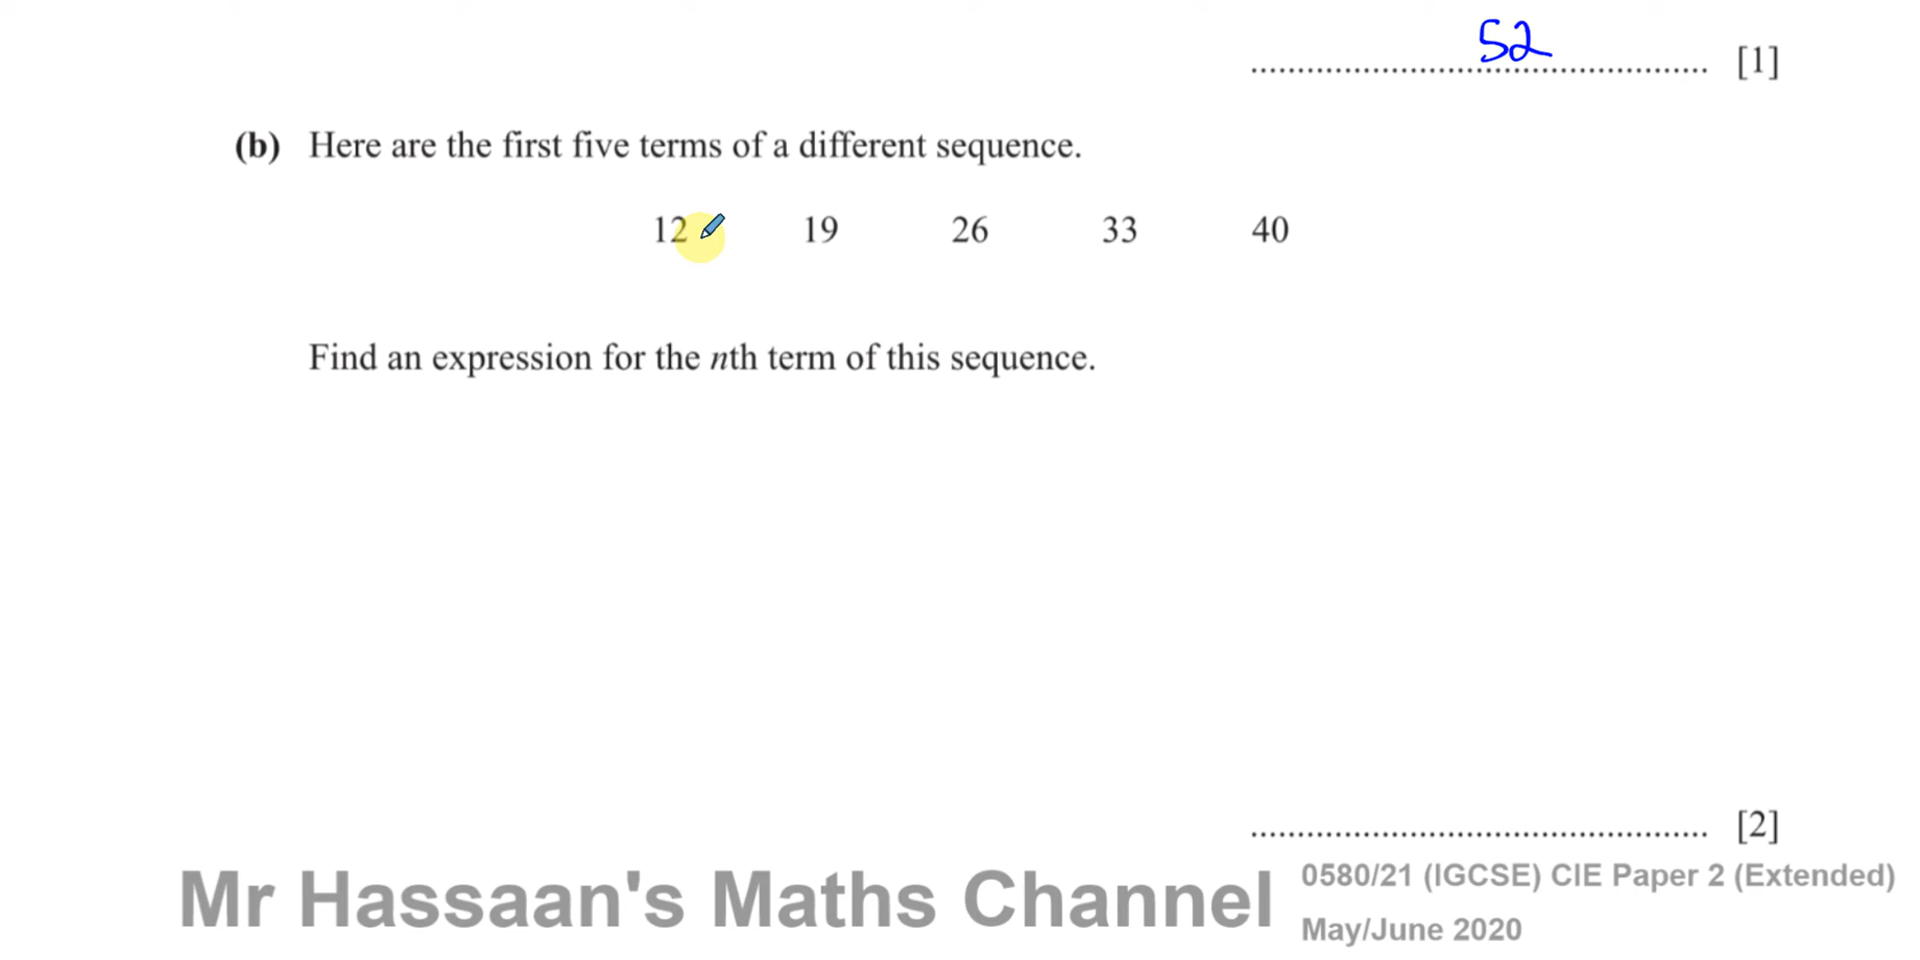 52
................................................ [1]
(b) Here are the first five terms of a different sequence.
12 19 26 33 40
Find an expression for the nth term of this sequence.
................................................ [2]
Mr Hassaan's Maths Channel
0580/21 (IGCSE) CIE Paper 2 (Extended)
May/June 2020